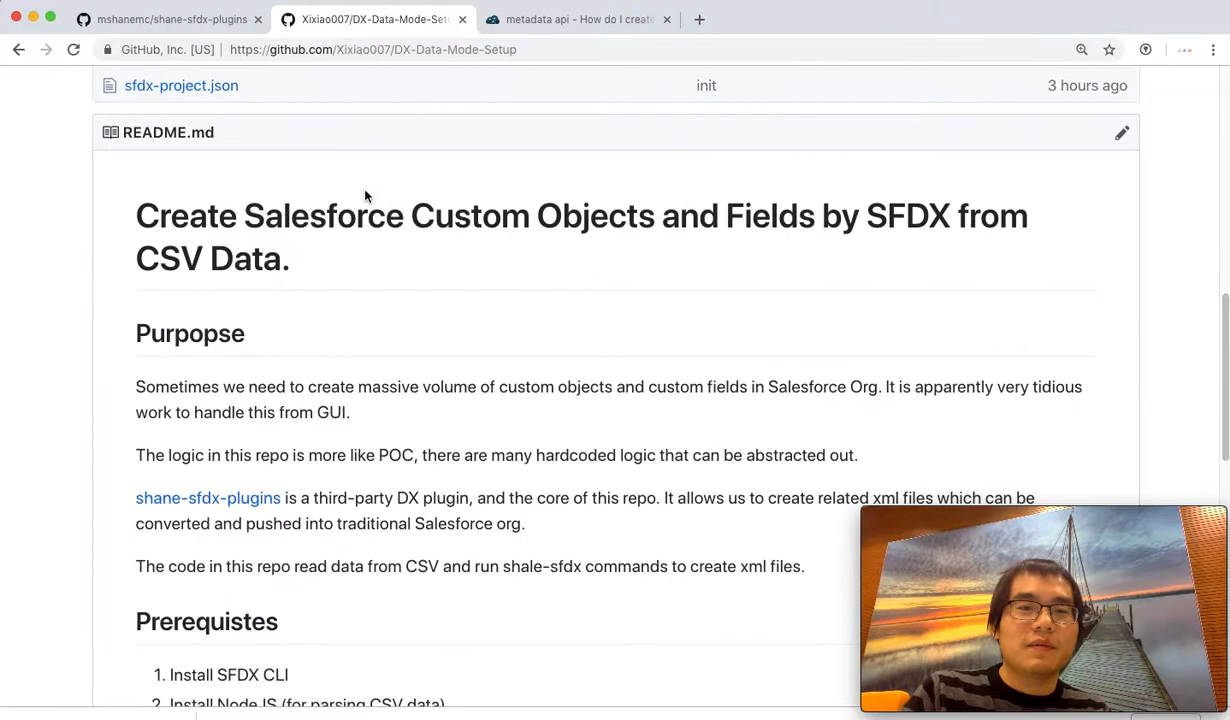 mshanemc/shane-sfdx-plugins
Xixiao007/DX-Data-Mode-Setu
metadata api - How do I create
GitHub, Inc. [US]
https://github.com/Xixiao007/DX-Data-Mode-Setup
sfdx-project.json
init
3 hours ago
README.md
Create Salesforce Custom Objects and Fields by SFDX from
CSV Data.
Purpopse
Sometimes we need to create massive volume of custom objects and custom fields in Salesforce Org. It is apparently very tidious
work to handle this from GUI.
The logic in this repo is more like POC, there are many hardcoded logic that can be abstracted out.
shane-sfdx-plugins is a third-party DX plugin, and the core of this repo. It allows us to create related xml files which can be
converted and pushed into traditional Salesforce org.
The code in this repo read data from CSV and run shale-sfdx commands to create xml files.
Prerequistes
1. Install SFDX CLI
2. Install NodeJS (for parsing CSV data)